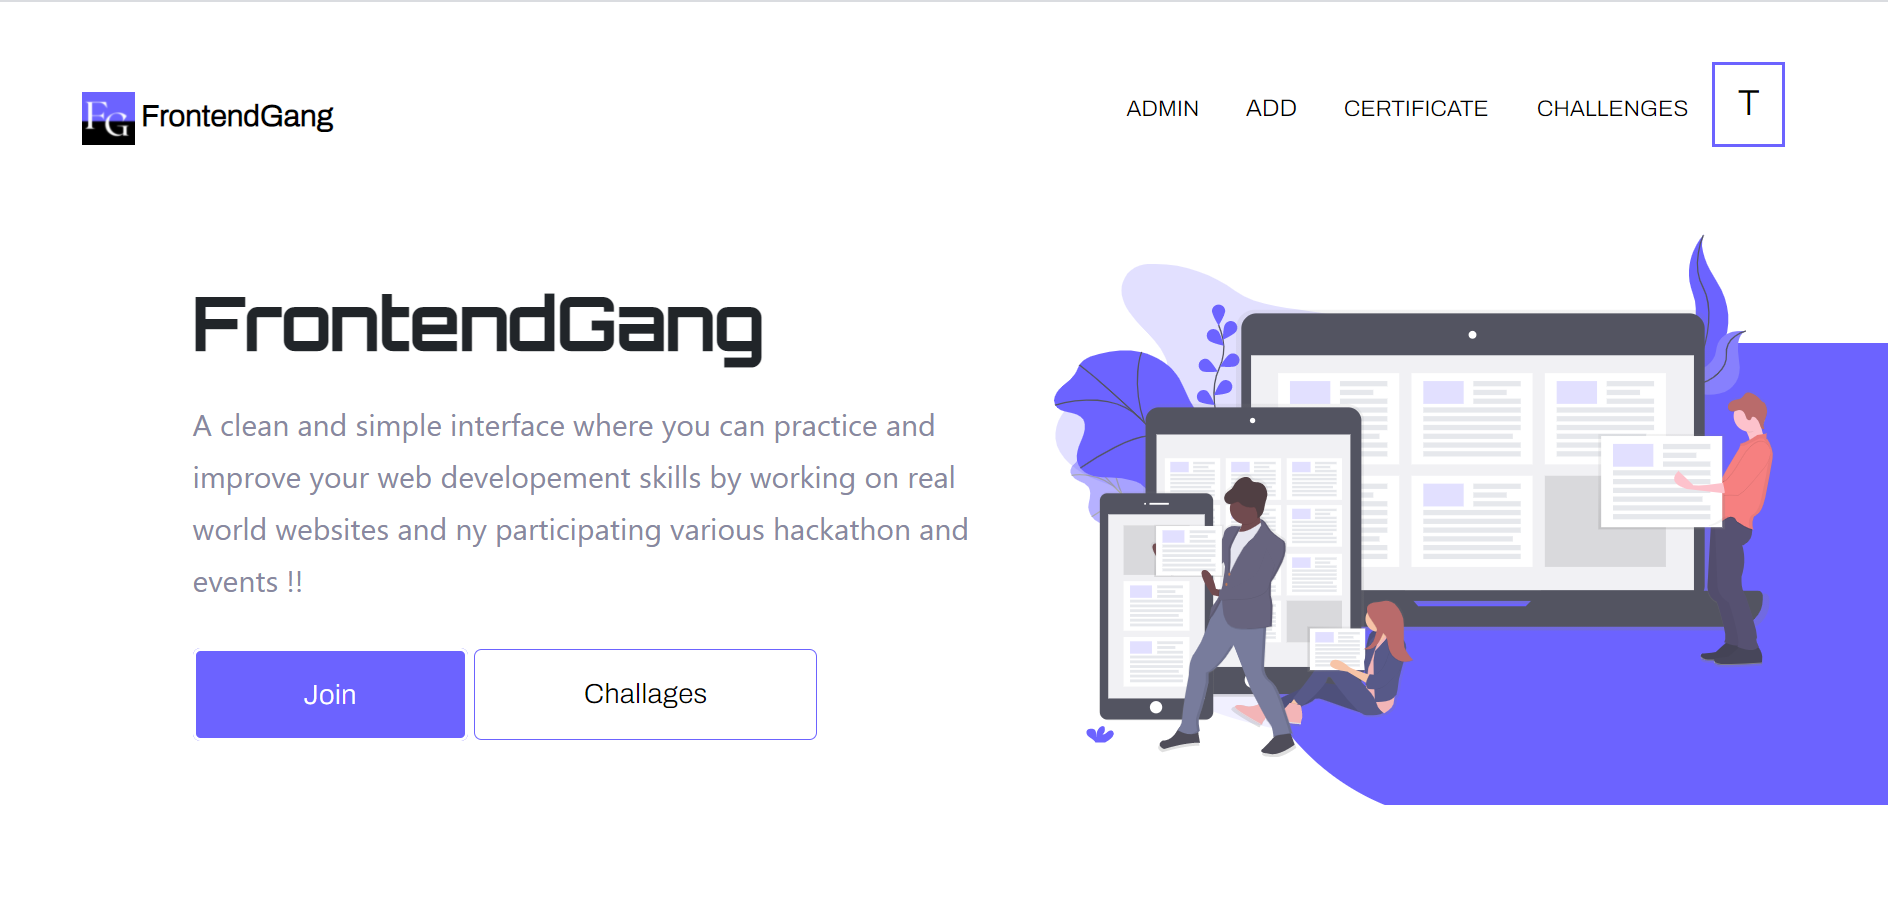 FG FrontendGang
ADMIN ADD CERTIFICATE CHALLENGES T
FrontendGang
A clean and simple interface where you can practice and
improve your web developement skills by working on real
world websites and ny participating various hackathon and
events !!
Join Challages